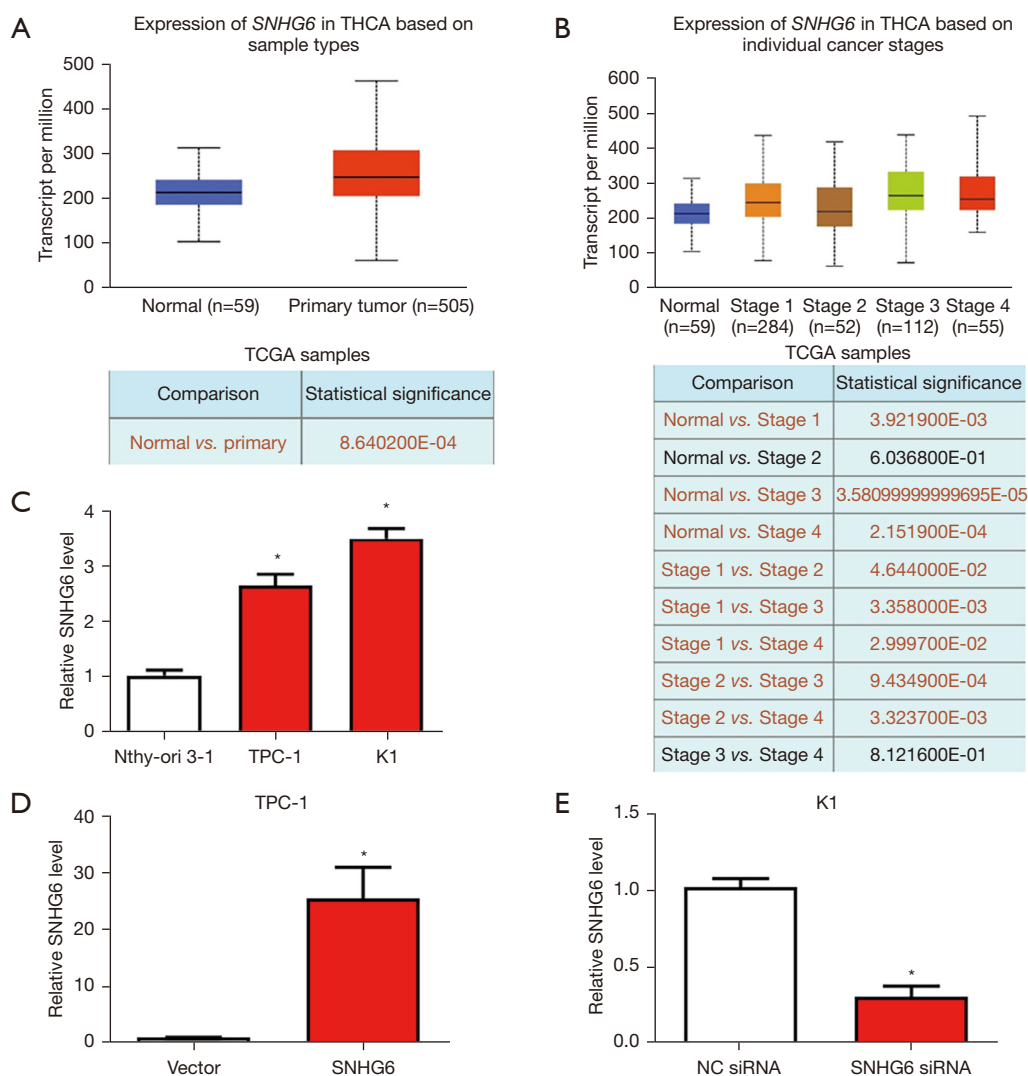 A
Expression of SNHG6 in THCA based on
sample types
Transcript per million
500
400
300
200
100
0
Normal (n=59)
Primary tumor (n=505)
TCGA samples
Comparison
Statistical significance
Normal vs. primary
8.640200E-04
B
Expression of SNHG6 in THCA based on
individual cancer stages
Transcript per million
600
500
400
300
200
100
0
Normal
(n=59)
Stage 1
(n=284)
Stage 2
(n=52)
Stage 3
(n=112)
Stage 4
(n=55)
TCGA samples
Comparison
Statistical significance
Normal vs. Stage 1
3.921900E-03
Normal vs. Stage 2
6.036800E-01
Normal vs. Stage 3
3.58099999999695E-05
Normal vs. Stage 4
2.151900E-04
Stage 1 vs. Stage 2
4.644000E-02
Stage 1 vs. Stage 3
3.358000E-03
Stage 1 vs. Stage 4
2.999700E-02
Stage 2 vs. Stage 3
9.434900E-04
Stage 2 vs. Stage 4
3.323700E-03
Stage 3 vs. Stage 4
8.121600E-01
C
Relative SNHG6 level
4
3
2
1
0
*
*
Nthy-ori 3-1
TPC-1
K1
D
TPC-1
Relative SNHG6 level
40
30
20
10
0
*
Vector
SNHG6
E
K1
Relative SNHG6 level
1.5
1.0
0.5
0.0
*
NC siRNA
SNHG6 siRNA